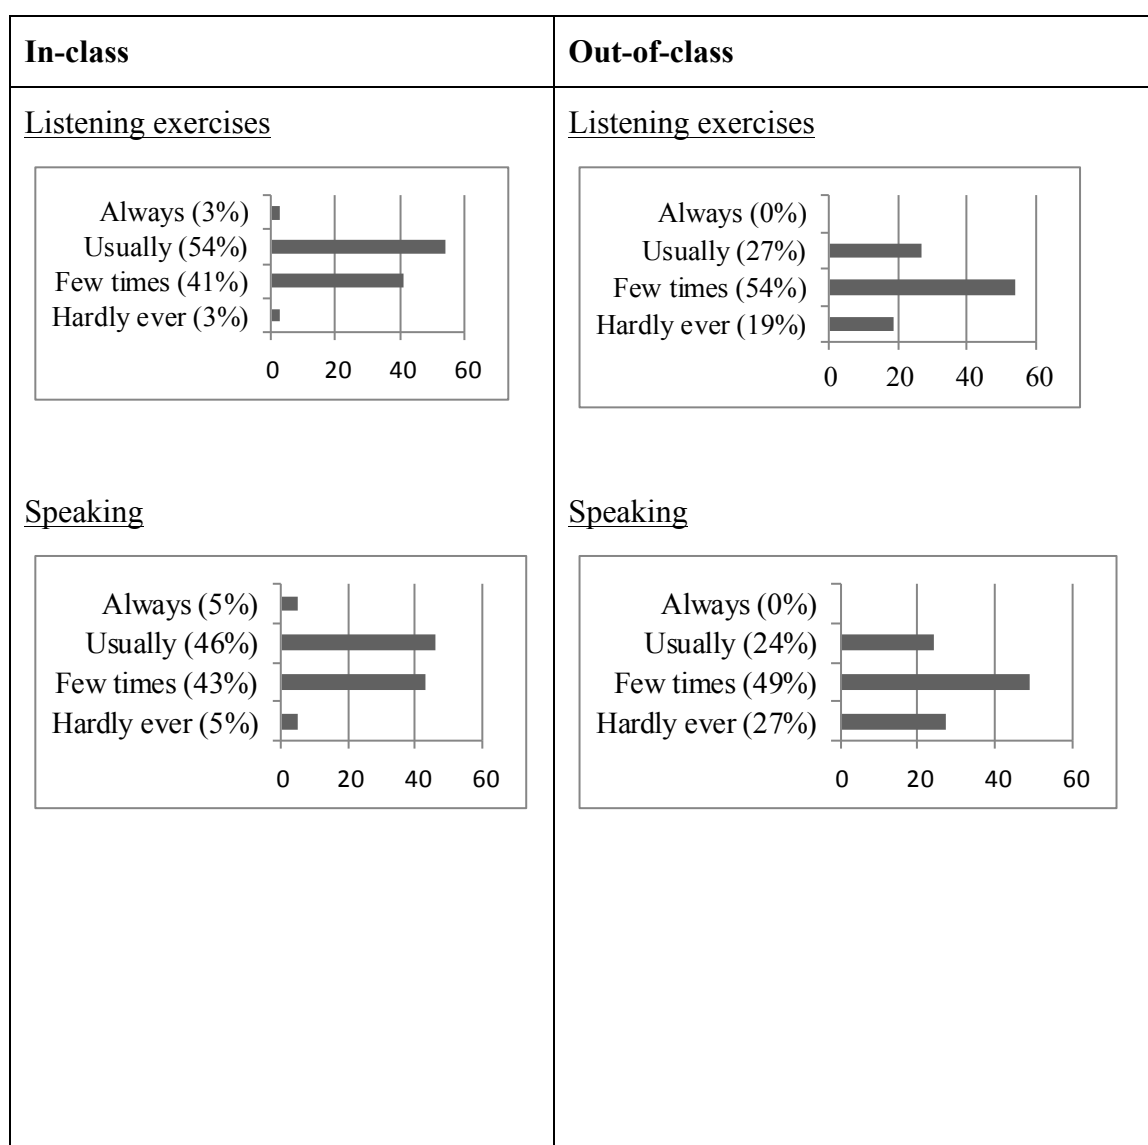 In-class
Out-of-class
Listening exercises
Always (3%)
Usually (54%)
Few times (41%)
Hardly ever (3%)
0 20 40 60
Listening exercises
Always (0%)
Usually (27%)
Few times (54%)
Hardly ever (19%)
0 20 40 60
Speaking
Always (5%)
Usually (46%)
Few times (43%)
Hardly ever (5%)
0 20 40 60
Speaking
Always (0%)
Usually (24%)
Few times (49%)
Hardly ever (27%)
0 20 40 60